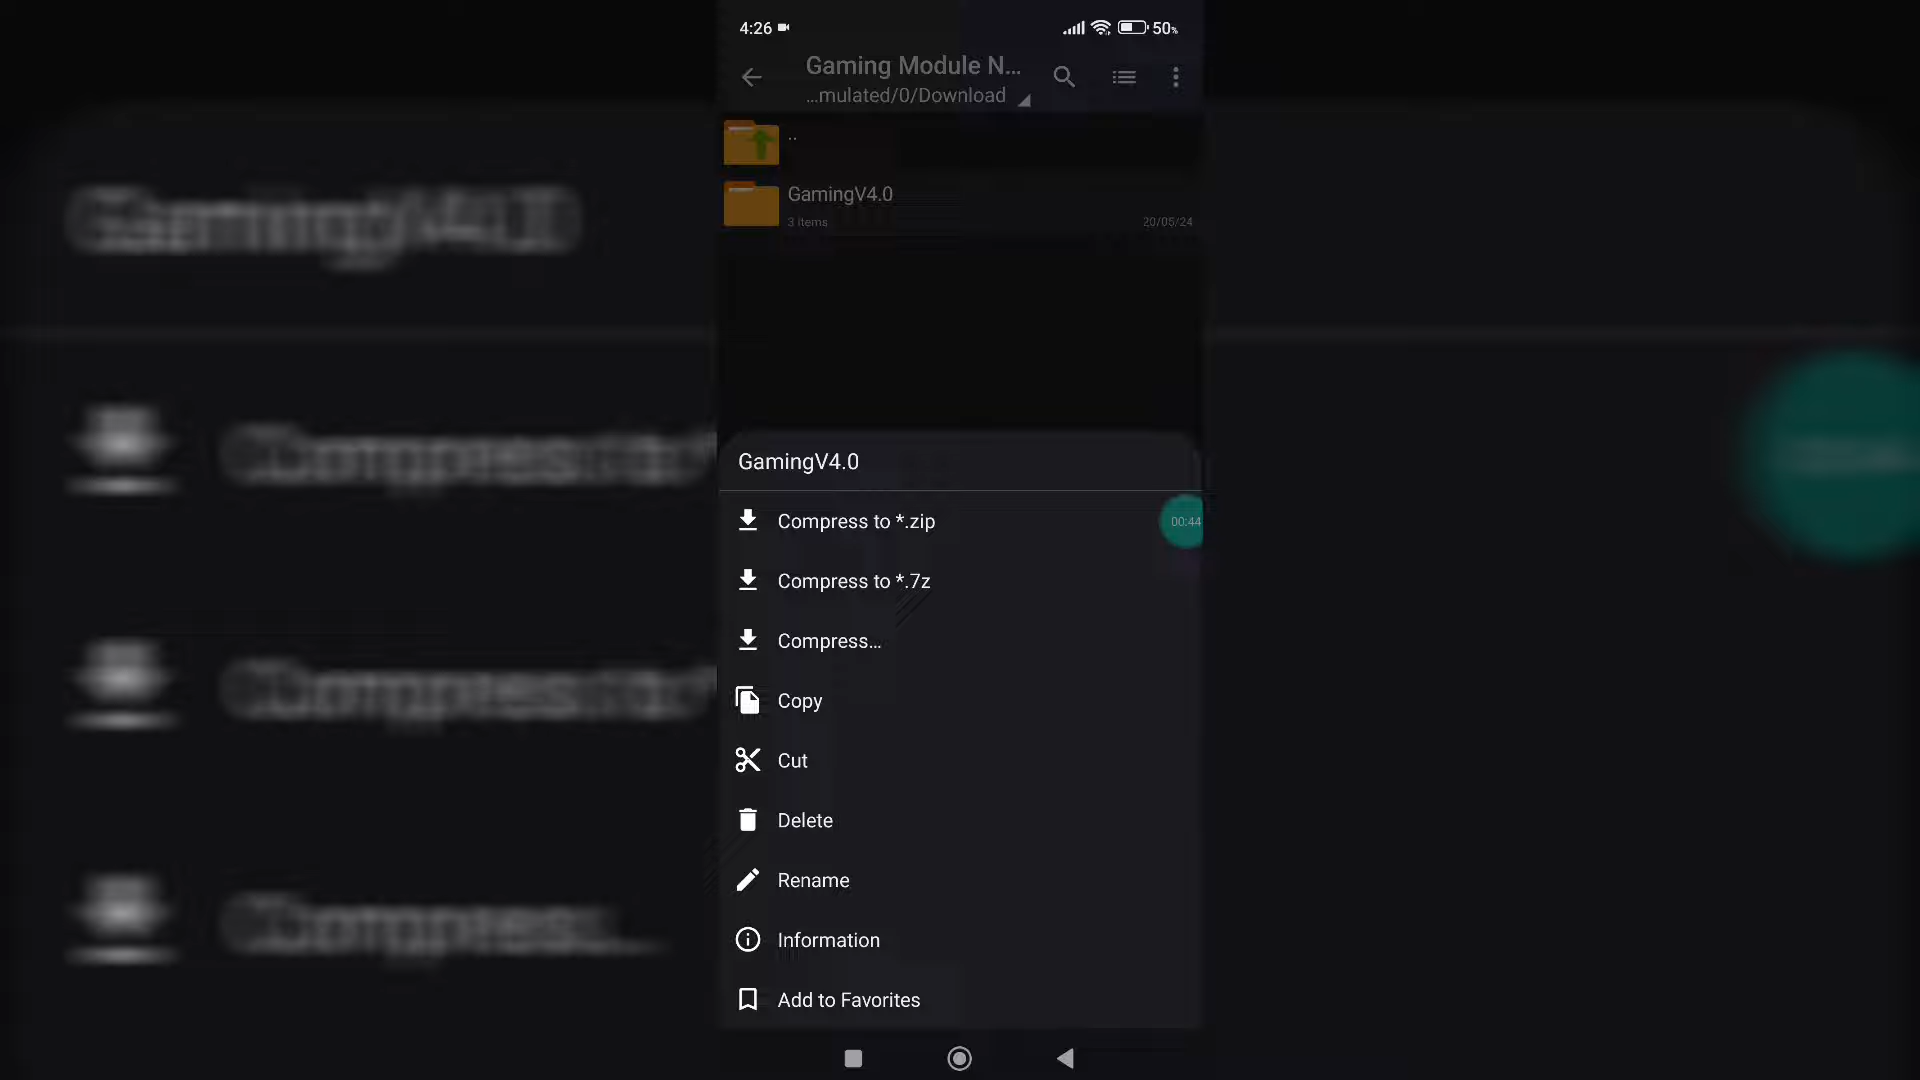 4:26
50%
Gaming Module N...
...mulated/0/Download
..
GamingV4.0
3 items
20/05/24
GamingV4.0
Compress to *.zip
00:44
Compress to *.7z
Compress...
Copy
Cut
Delete
Rename
Information
Add to Favorites